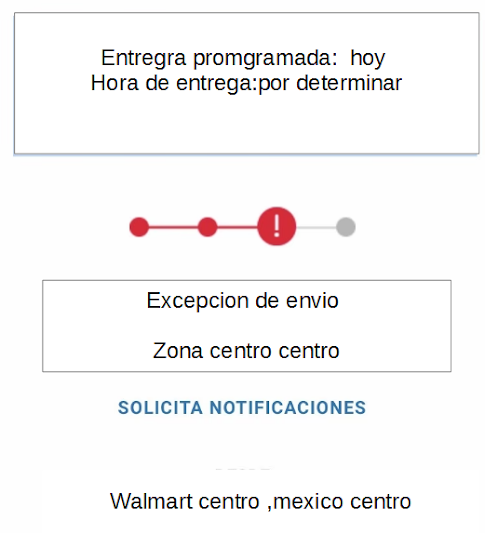 Entregra promgramada:  hoy
Hora de entrega:por determinar
!
Excepcion de envio
Zona centro centro
SOLICITA NOTIFICACIONES
Walmart centro ,mexico centro